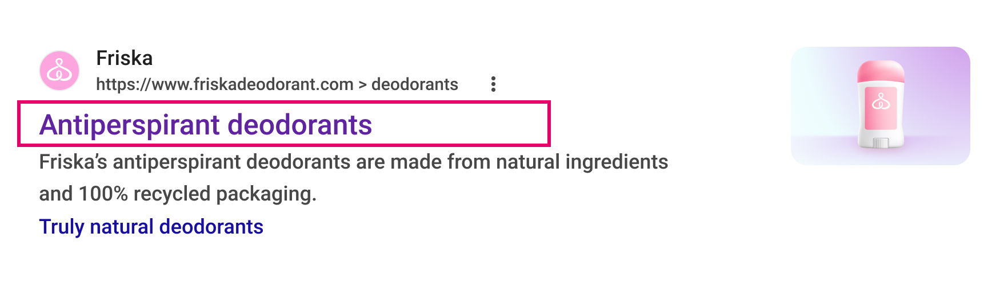 Friska
https://www.friskadeodorant.com > deodorants
Antiperspirant deodorants
Friska’s antiperspirant deodorants are made from natural ingredients
and 100% recycled packaging.
Truly natural deodorants